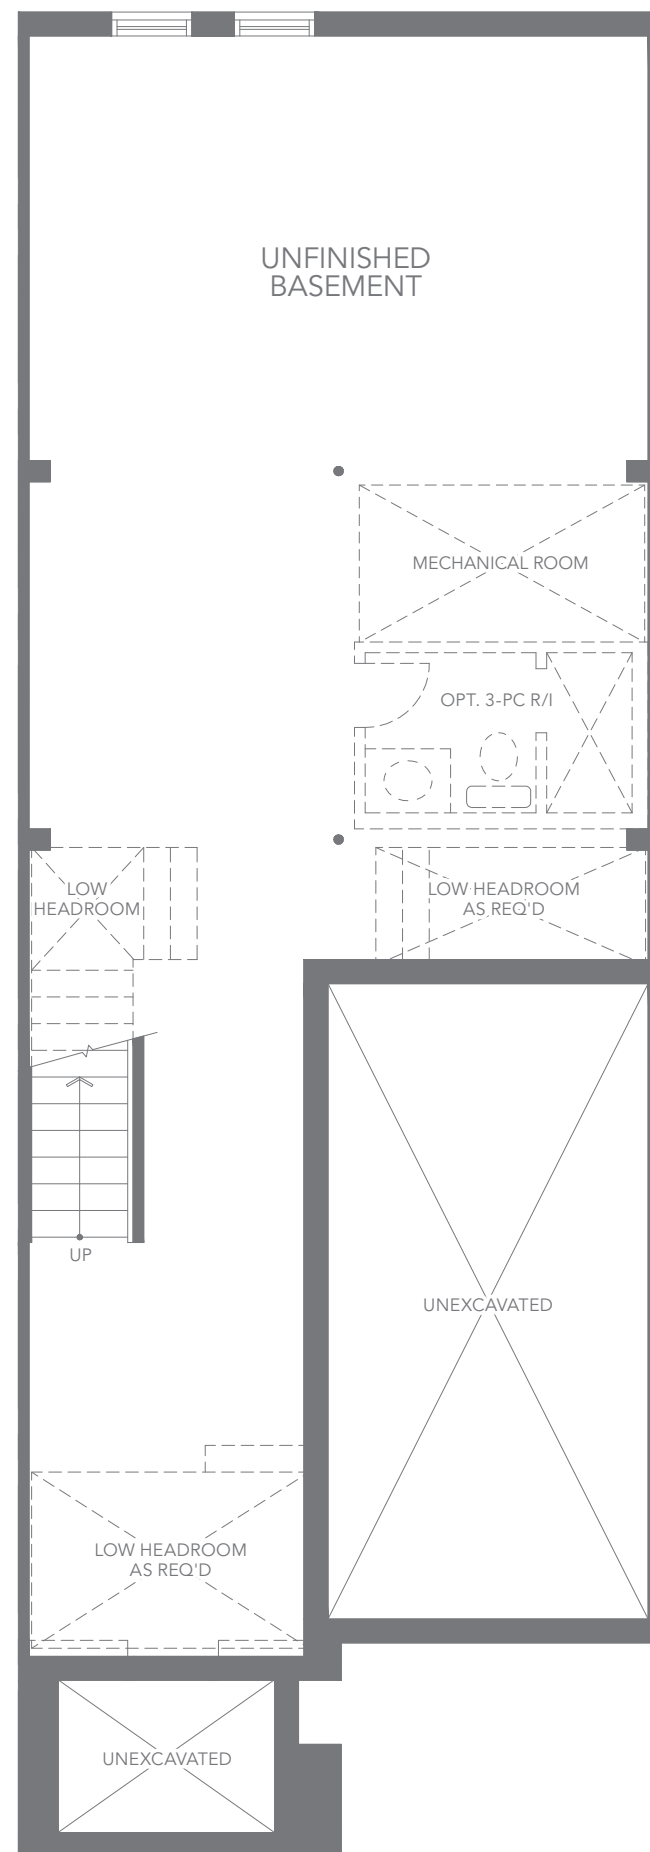 UNFINISHED
BASEMENT
MECHANICAL ROOM
OPT. 3-PC R/I
LOW
HEADROOM
LOW HEADROOM
AS REQ'D
UP
UNEXCAVATED
LOW HEADROOM
AS REQ'D
UNEXCAVATED